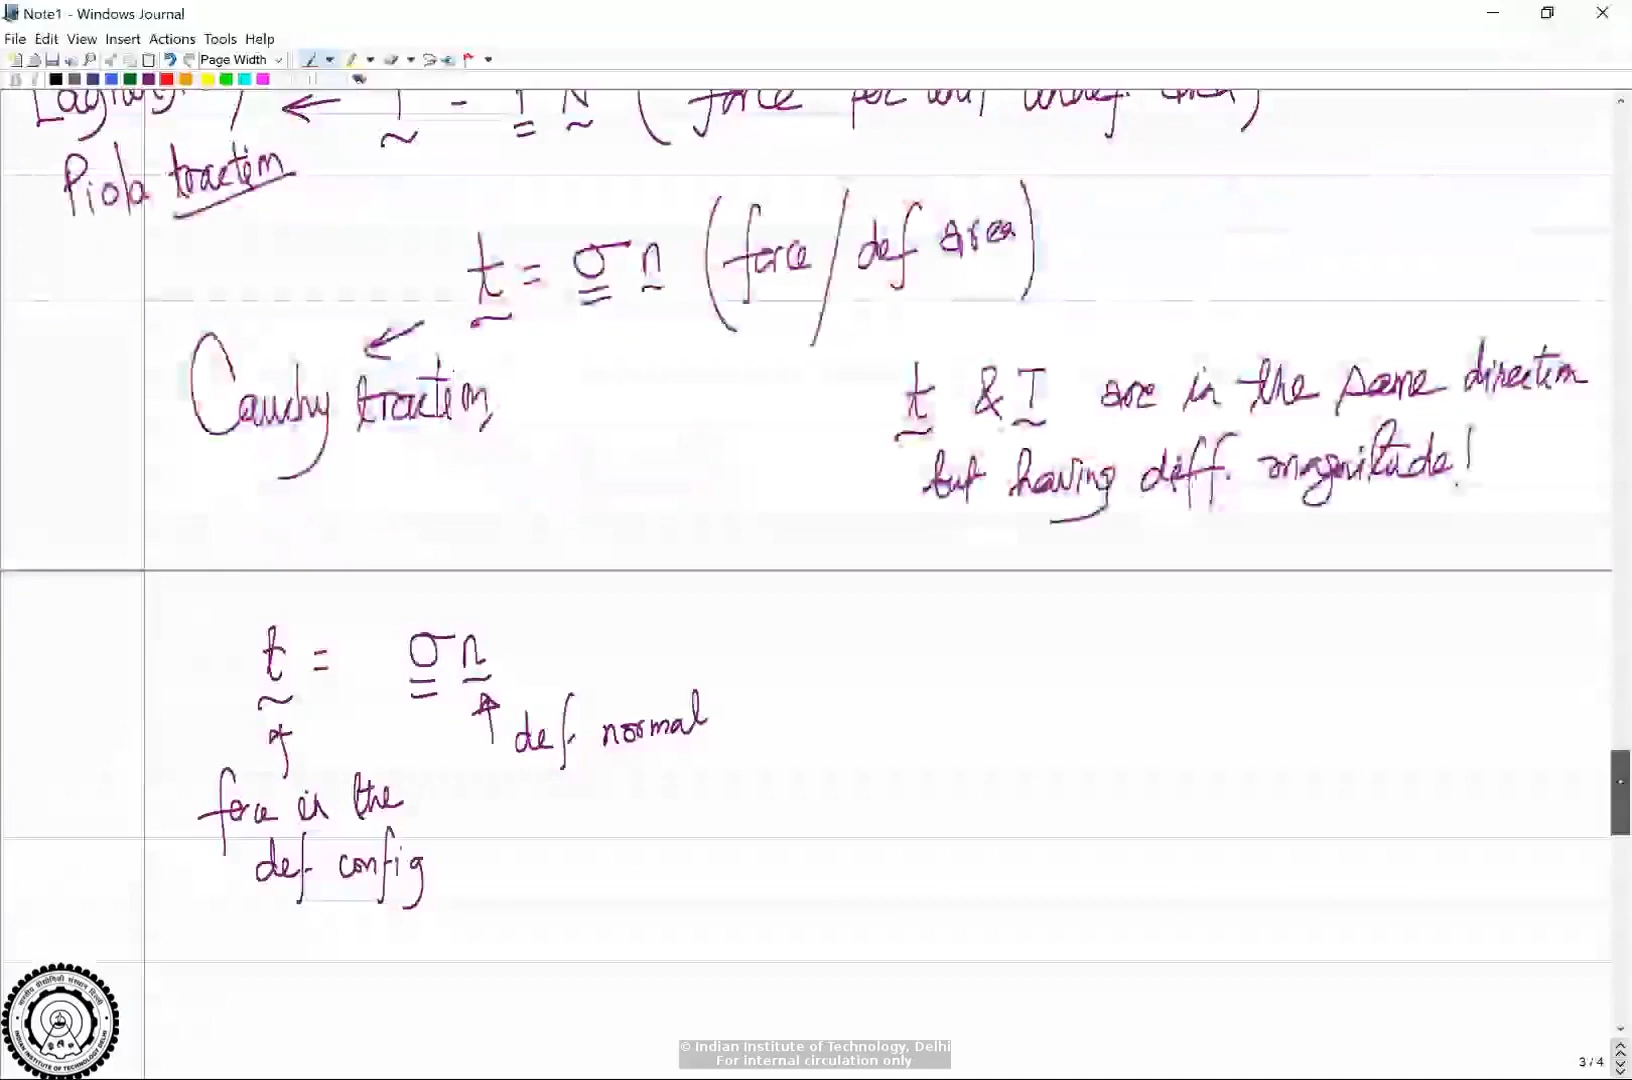 Note1 - Windows Journal
File Edit View Insert Actions Tools Help
Page Width
Piola traction
t = σ n (force / def area)
Cauchy traction
t & T are in the same direction
but having diff. magnitude!
t = σ n
def normal
force in the
def config
© Indian Institute of Technology, Delhi
For internal circulation only
3 / 4